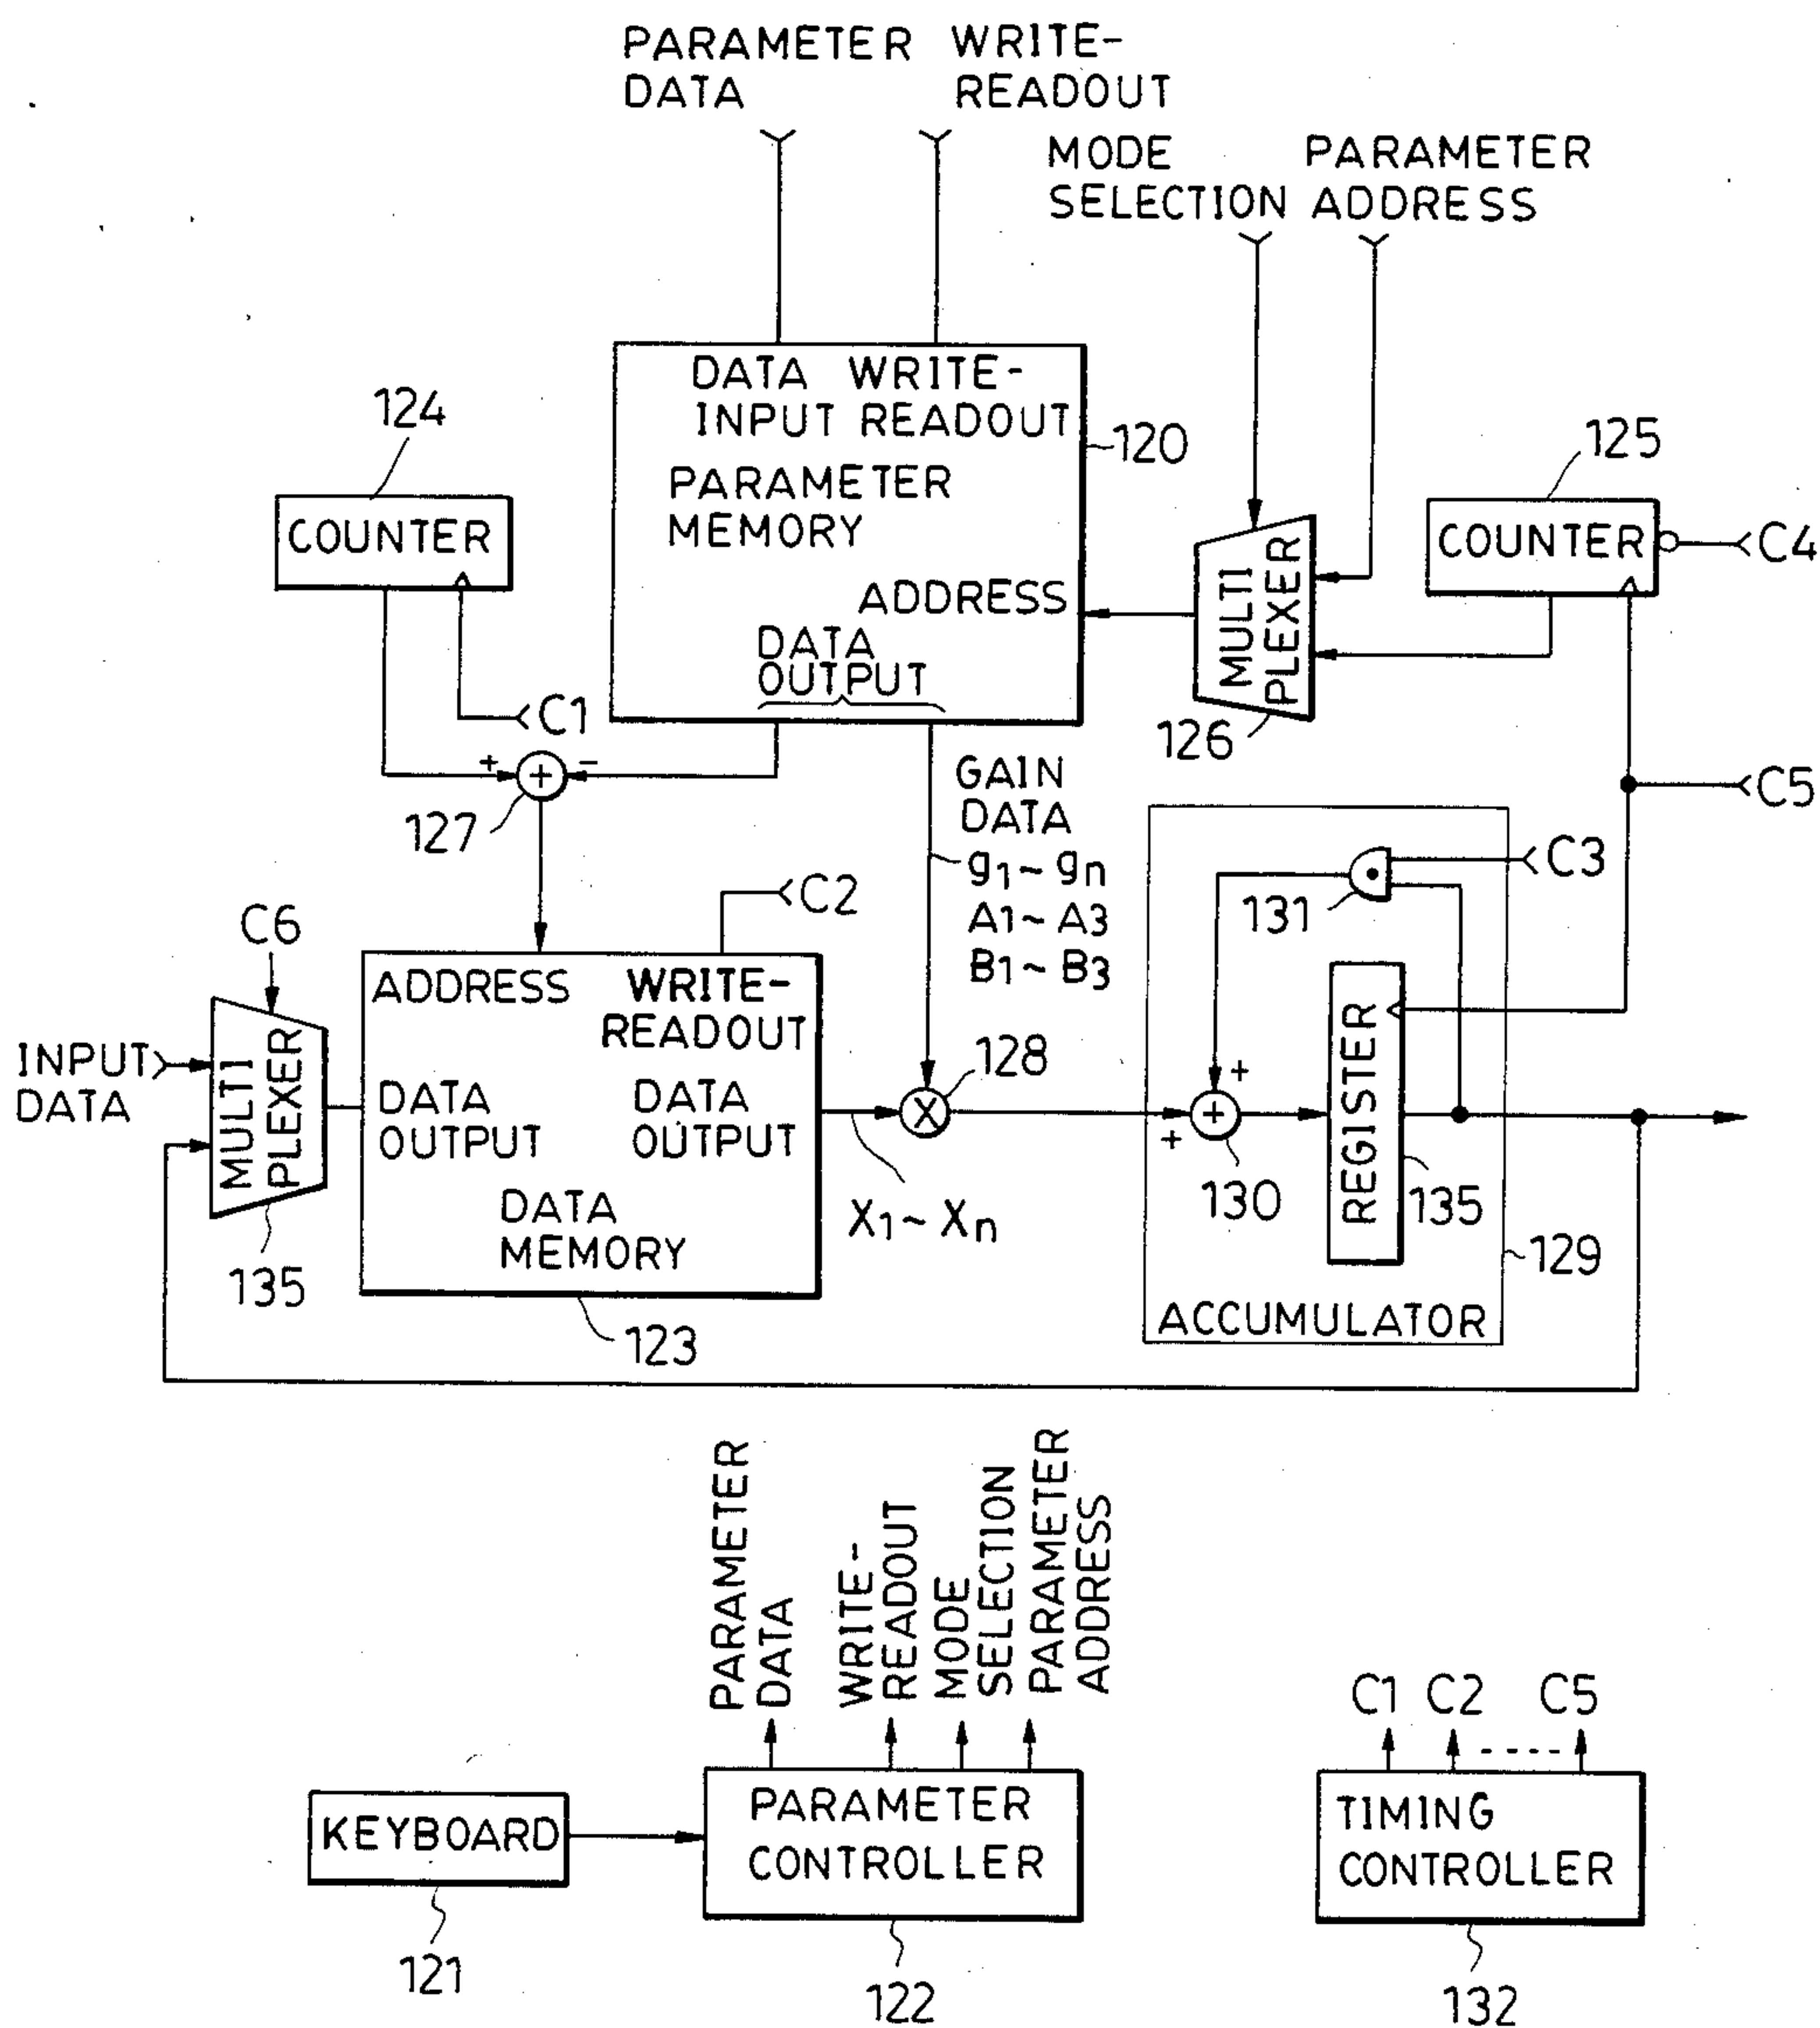 PARAMETER
DATA
WRITE-
READOUT
MODE
SELECTION
PARAMETER
ADDRESS
DATA
INPUT
WRITE-
READOUT
120
PARAMETER
MEMORY
ADDRESS
DATA
OUTPUT
124
COUNTER
C1
125
COUNTER
C4
MULTI
PLEXER
126
C5
+
+
-
127
GAIN
DATA
g1~gn
A1~A3
B1~B3
C3
131
C2
C6
INPUT
DATA
MULTI
PLEXER
135
ADDRESS
WRITE-
READOUT
DATA
OUTPUT
DATA
OUTPUT
DATA
MEMORY
123
X
128
X1~Xn
+
+
+
130
REGISTER
135
129
ACCUMULATOR
PARAMETER
DATA
WRITE-
READOUT
MODE
SELECTION
PARAMETER
ADDRESS
KEYBOARD
121
PARAMETER
CONTROLLER
122
C1 C2 ----- C5
TIMING
CONTROLLER
132